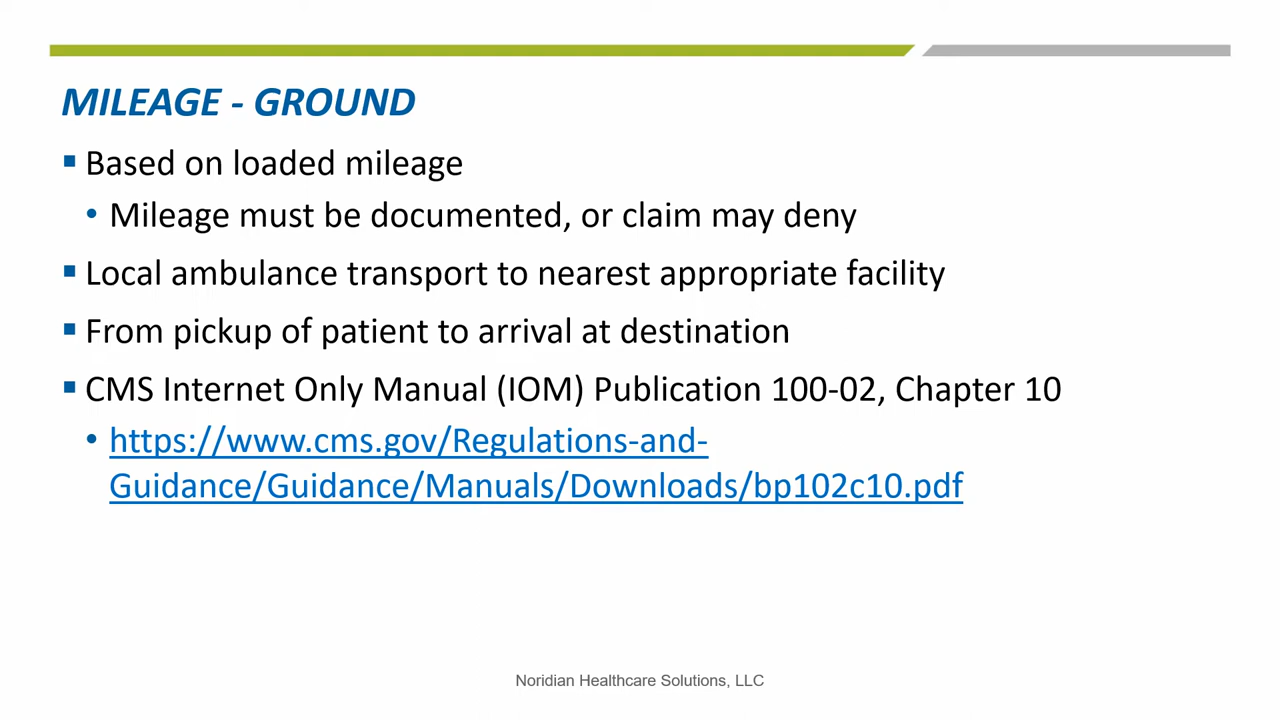 MILEAGE - GROUND
▪ Based on loaded mileage
• Mileage must be documented, or claim may deny
▪ Local ambulance transport to nearest appropriate facility
▪ From pickup of patient to arrival at destination
▪ CMS Internet Only Manual (IOM) Publication 100-02, Chapter 10
• https://www.cms.gov/Regulations-and-
Guidance/Guidance/Manuals/Downloads/bp102c10.pdf
Noridian Healthcare Solutions, LLC